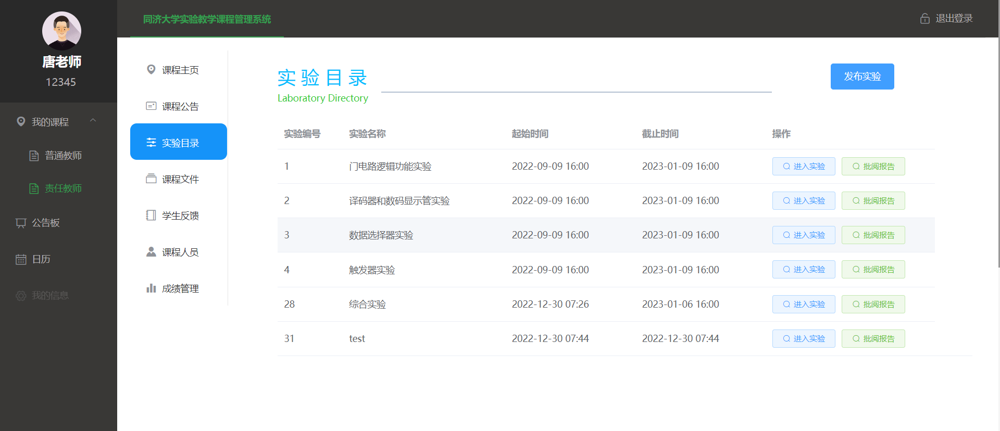 唐老师
12345
我的课程
普通教师
责任教师
公告板
日历
我的信息
同济大学实验教学课程管理系统
退出登录
课程主页
课程公告
实验目录
课程文件
学生反馈
课程人员
成绩管理
实验目录
Laboratory Directory
发布实验
实验编号 实验名称 起始时间 截止时间 操作
1 门电路逻辑功能实验 2022-09-09 16:00 2023-01-09 16:00 进入实验 批阅报告
2 译码器和数码显示管实验 2022-09-09 16:00 2023-01-09 16:00 进入实验 批阅报告
3 数据选择器实验 2022-09-09 16:00 2023-01-09 16:00 进入实验 批阅报告
4 触发器实验 2022-09-09 16:00 2023-01-09 16:00 进入实验 批阅报告
28 综合实验 2022-12-30 07:26 2023-01-06 16:00 进入实验 批阅报告
31 test 2022-12-30 07:44 2022-12-30 07:44 进入实验 批阅报告